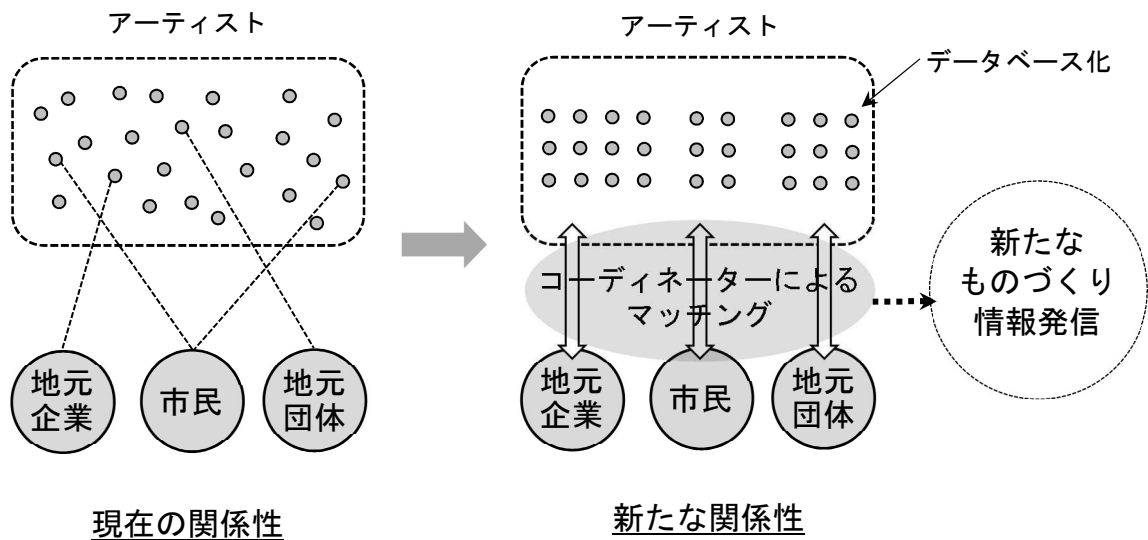 アーティスト
地元
企業
市民
地元
団体
現在の関係性
アーティスト
データベース化
コーディネーターによる
マッチング
地元
企業
市民
地元
団体
新たな
ものづくり
情報発信
新たな関係性